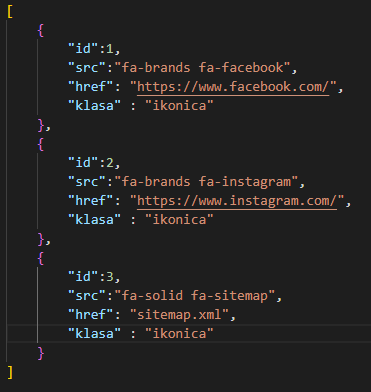 [
{
"id":1,
"src":"fa-brands fa-facebook",
"href": "https://www.facebook.com/",
"klasa" : "ikonica"
},
{
"id":2,
"src":"fa-brands fa-instagram",
"href": "https://www.instagram.com/",
"klasa" : "ikonica"
},
{
"id":3,
"src":"fa-solid fa-sitemap",
"href": "sitemap.xml",
"klasa" : "ikonica"
}
]